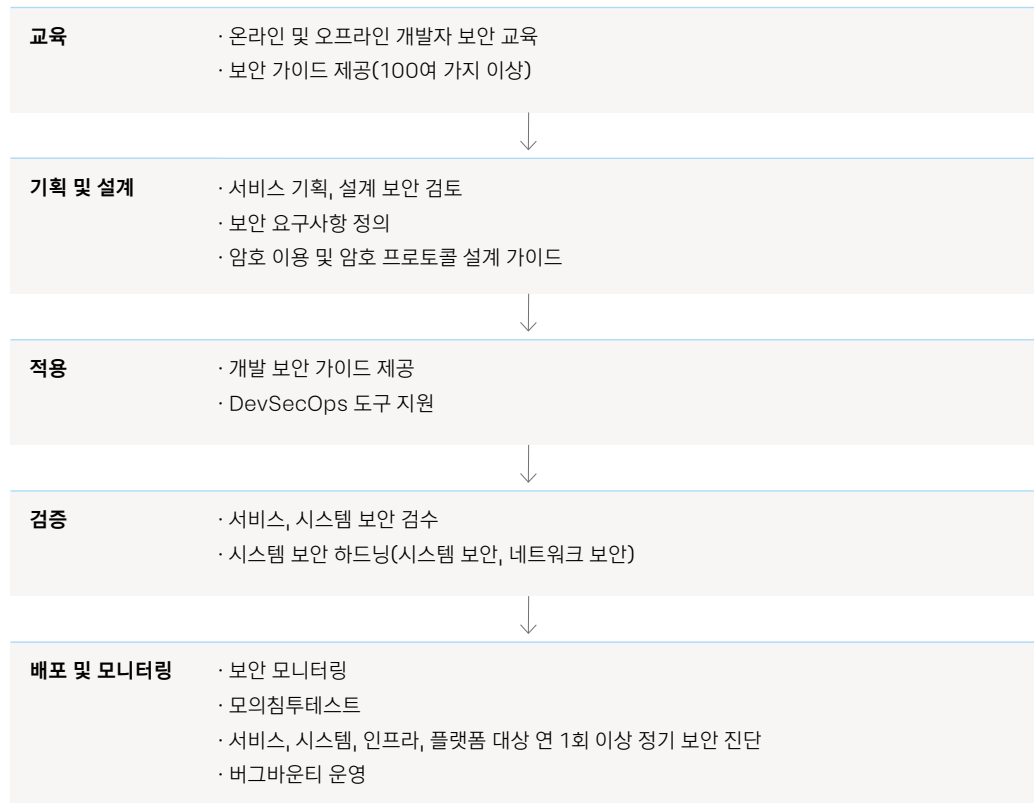 교육
· 온라인 및 오프라인 개발자 보안 교육
· 보안 가이드 제공(100여 가지 이상)
기획 및 설계
· 서비스 기획, 설계 보안 검토
· 보안 요구사항 정의
· 암호 이용 및 암호 프로토콜 설계 가이드
적용
· 개발 보안 가이드 제공
· DevSecOps 도구 지원
검증
· 서비스, 시스템 보안 검수
· 시스템 보안 하드닝(시스템 보안, 네트워크 보안)
배포 및 모니터링
· 보안 모니터링
· 모의침투테스트
· 서비스, 시스템, 인프라, 플랫폼 대상 연 1회 이상 정기 보안 진단
· 버그바운티 운영